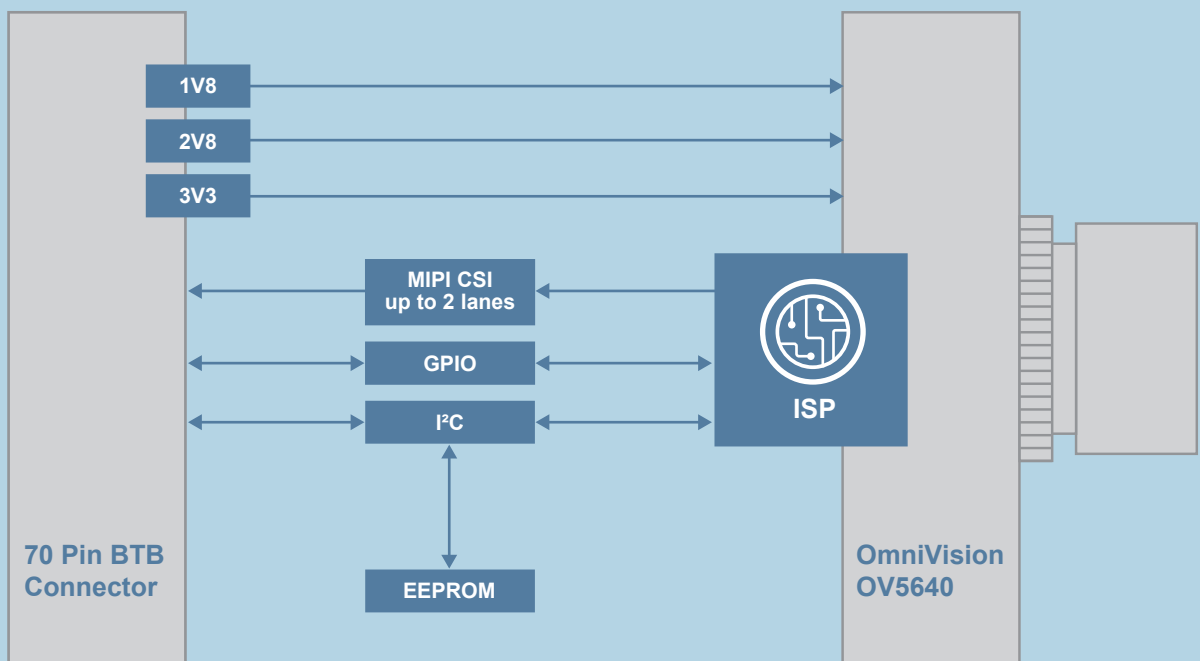 1V8
2V8
3V3
MIPI CSI
up to 2 lanes
GPIO
I²C
ISP
EEPROM
70 Pin BTB
Connector
OmniVision
OV5640